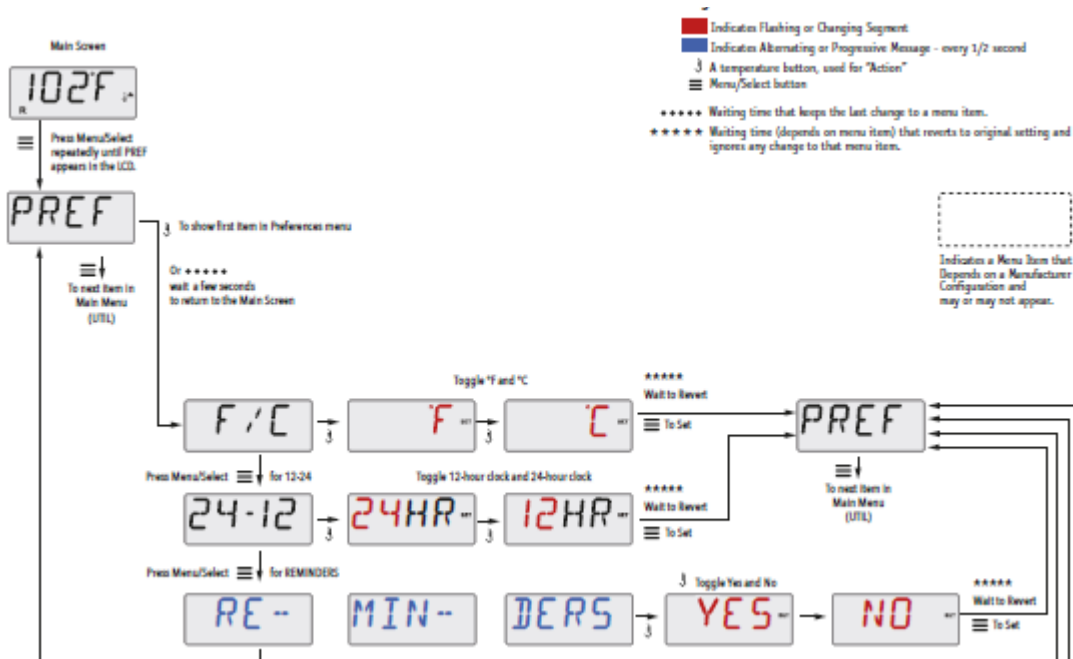 Indicates Flashing or Changing Segment
Indicates Alternating or Progressive Message - every 1/2 second
A temperature button, used for "Action"
Menu/Select button
+++++ Waiting time that keeps the last change to a menu item.
***** Waiting time (depends on menu item) that reverts to original setting and
ignores any change to that menu item.
Main Screen
102°F
R
Press Menu/Select
repeatedly until PREF
appears in the LCD.
PREF
To show first item in Preferences menu
Or +++++
wait a few seconds
to return to the Main Screen
To next item in
Main Menu
(UTIL)
Indicates a Menu Item that
Depends on a Manufacturer
Configuration and
may or may not appear.
Toggle °F and °C
*****
Wait to Revert
To Set
F/C
°F SET
°C SET
PREF
To next item in
Main Menu
(UTIL)
Press Menu/Select for 12-24
Toggle 12-hour clock and 24-hour clock
*****
Wait to Revert
To Set
24-12
24HR SET
12HR SET
Press Menu/Select for REMINDERS
Toggle Yes and No
*****
Wait to Revert
To Set
RE--
MIN--
DERS
YES SET
NO SET